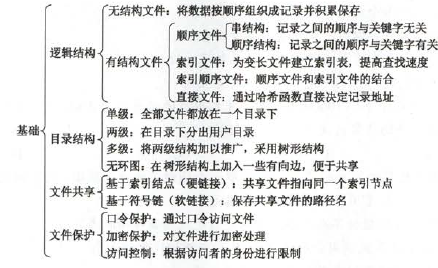 无结构文件：将数据按顺序组织成记录并积累保存
串结构：记录之间的顺序与关键字无关
顺序文件
顺序结构：记录之间的顺序与关键字有关
逻辑结构
有结构文件
索引文件：为变长文件建立索引表，提高查找速度
索引顺序文件：顺序文件和索引文件的结合
直接文件：通过哈希函数直接决定记录地址
单级：全部文件都放在一个目录下
两级：在目录下分出用户目录
基础
目录结构
多级：将两级结构加以推广，采用树形结构
无环图：在树形结构上加入一些有向边，便于共享
文件共享
基于索引结点（硬链接）：共享文件指向同一个索引节点
基于符号链（软链接）：保存共享文件的路径名
口令保护：通过口令访问文件
文件保护
加密保护：对文件进行加密处理
访问控制：根据访问者的身份进行限制